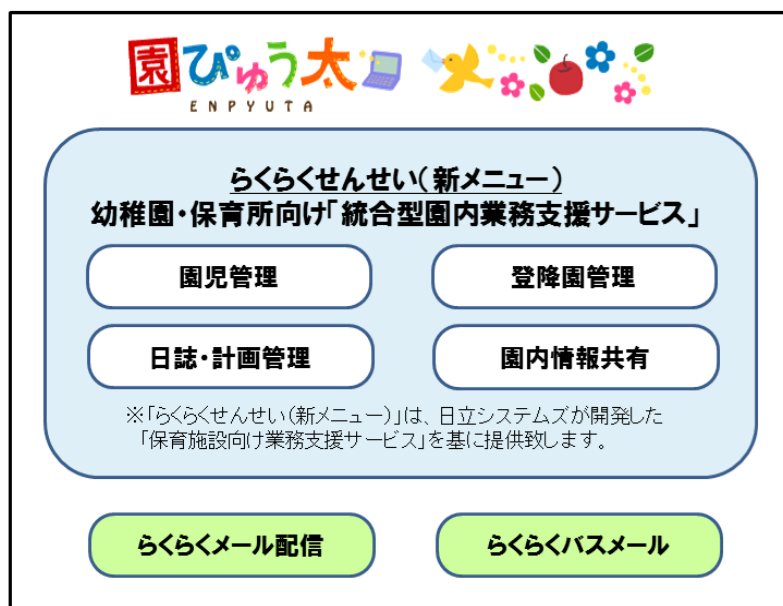 園ぴゅう太
ENPYUTA
らくらくせんせい(新メニュー)
幼稚園・保育所向け「統合型園内業務支援サービス」
園児管理
登降園管理
日誌・計画管理
園内情報共有
※「らくらくせんせい(新メニュー)」は、日立システムズが開発した
「保育施設向け業務支援サービス」を基に提供致します。
らくらくメール配信
らくらくバスメール